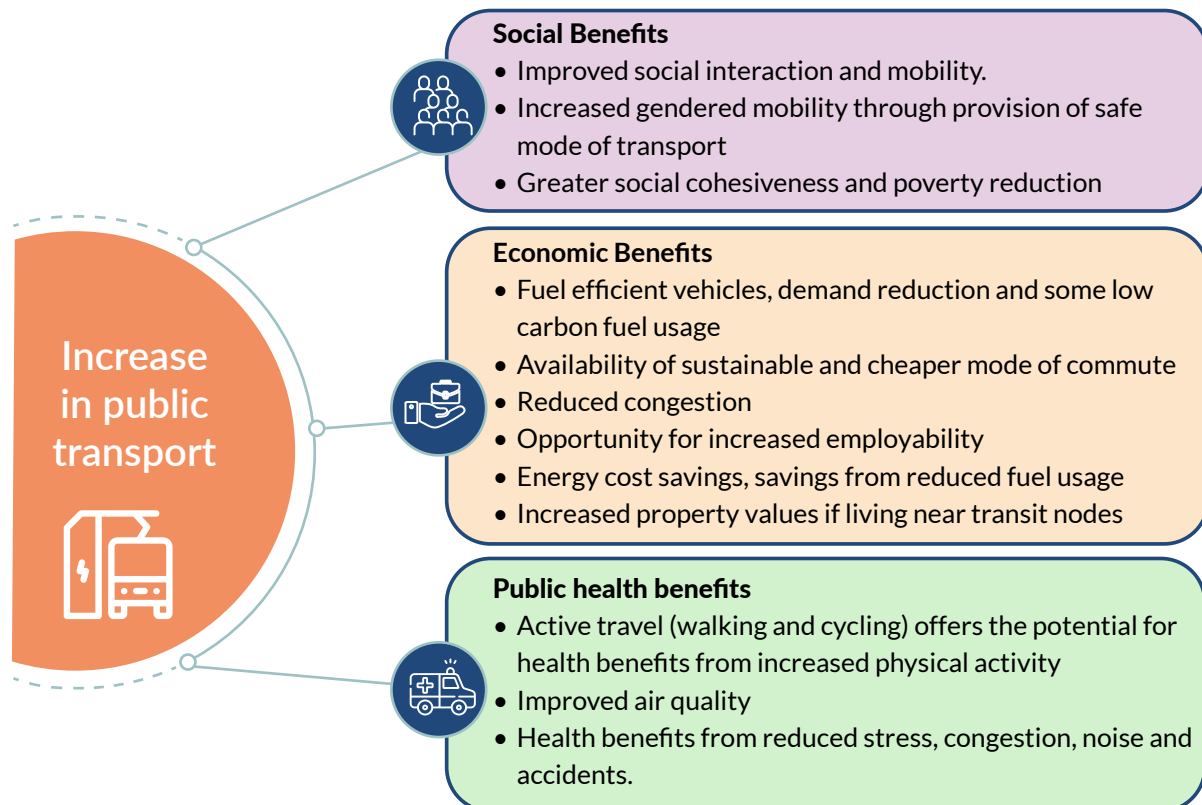 Social Benefits
• Improved social interaction and mobility.
• Increased gendered mobility through provision of safe
mode of transport
• Greater social cohesiveness and poverty reduction
Increase
in public
transport
Economic Benefits
• Fuel efficient vehicles, demand reduction and some low
carbon fuel usage
• Availability of sustainable and cheaper mode of commute
• Reduced congestion
• Opportunity for increased employability
• Energy cost savings, savings from reduced fuel usage
• Increased property values if living near transit nodes
Public health benefits
• Active travel (walking and cycling) offers the potential for
health benefits from increased physical activity
• Improved air quality
• Health benefits from reduced stress, congestion, noise and
accidents.